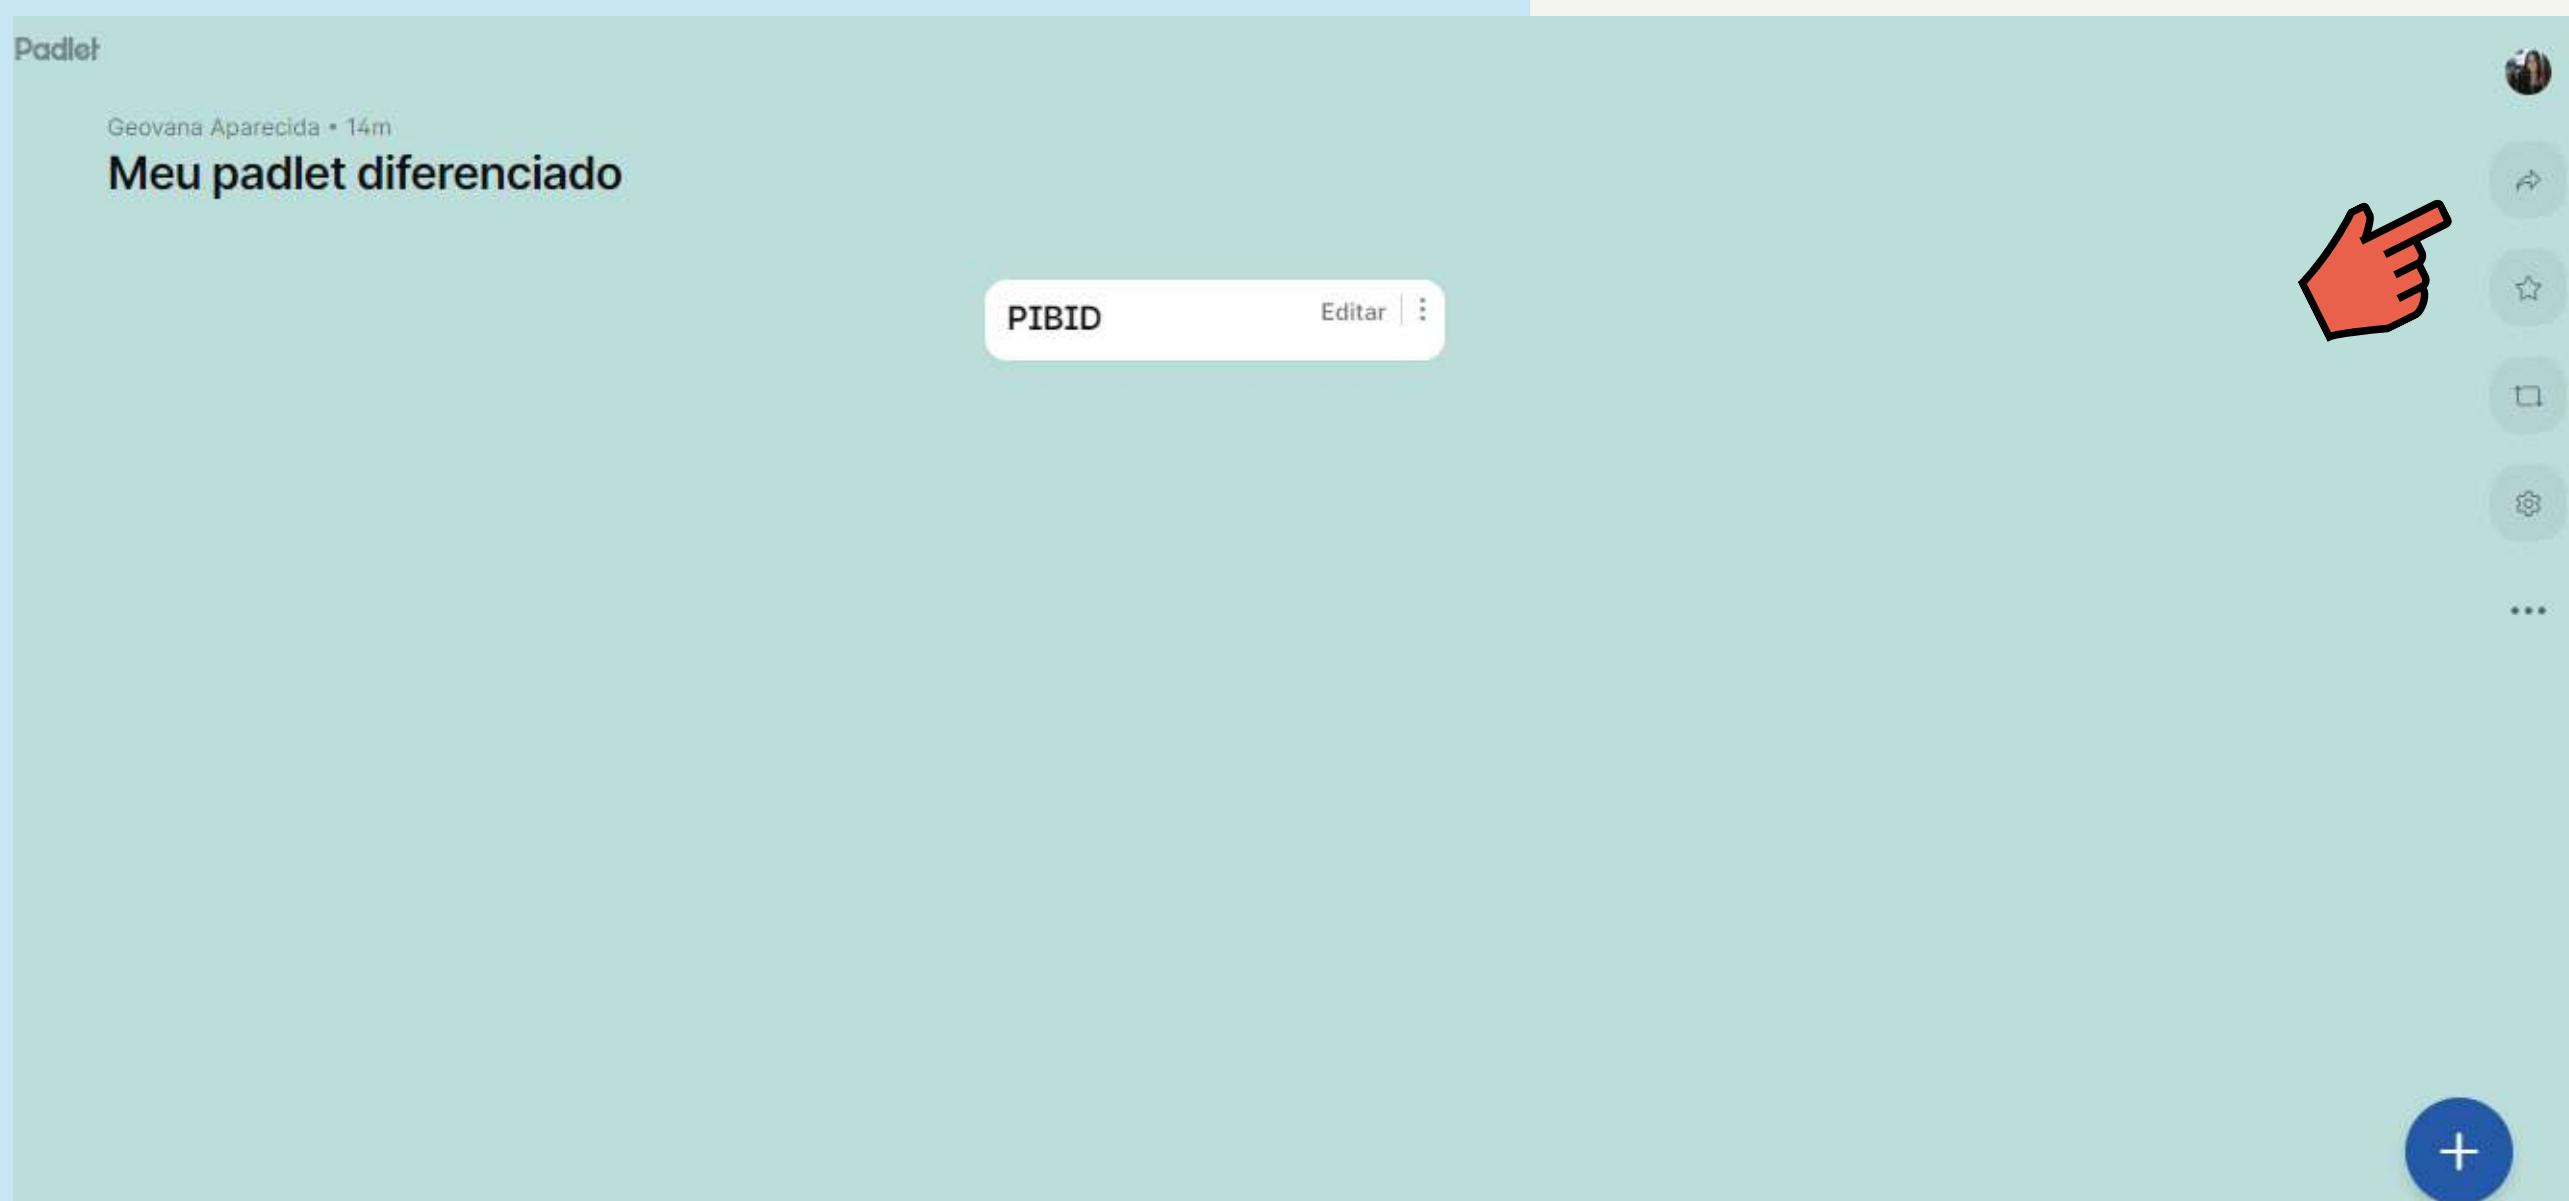 Padlet
Geovana Aparecida • 14m
Meu padlet diferenciado
PIBID
Editar